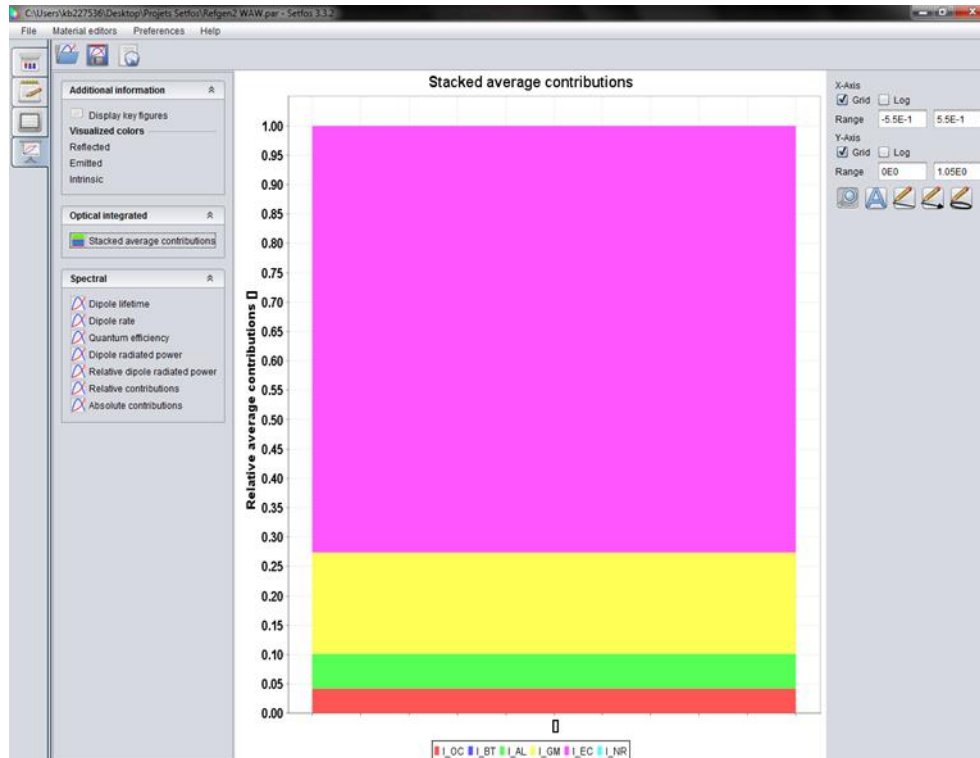 C:\Users\kb227536\Desktop\Projets Setfos\Refgen2 WAW.par - Setfos 3.3.2
File Material editors Preferences Help
Additional information
Display key figures
Visualized colors
Reflected
Emitted
Intrinsic
Optical integrated
Stacked average contributions
Spectral
Dipole lifetime
Dipole rate
Quantum efficiency
Dipole radiated power
Relative dipole radiated power
Relative contributions
Absolute contributions
Stacked average contributions
Relative average contributions []
1.00
0.95
0.90
0.85
0.80
0.75
0.70
0.65
0.60
0.55
0.50
0.45
0.40
0.35
0.30
0.25
0.20
0.15
0.10
0.05
0.00
[]
I_OC I_BT I_AL I_GM I_EC I_NR
X-Axis
Grid Log
Range -5.5E-1 5.5E-1
Y-Axis
Grid Log
Range 0E0 1.05E0